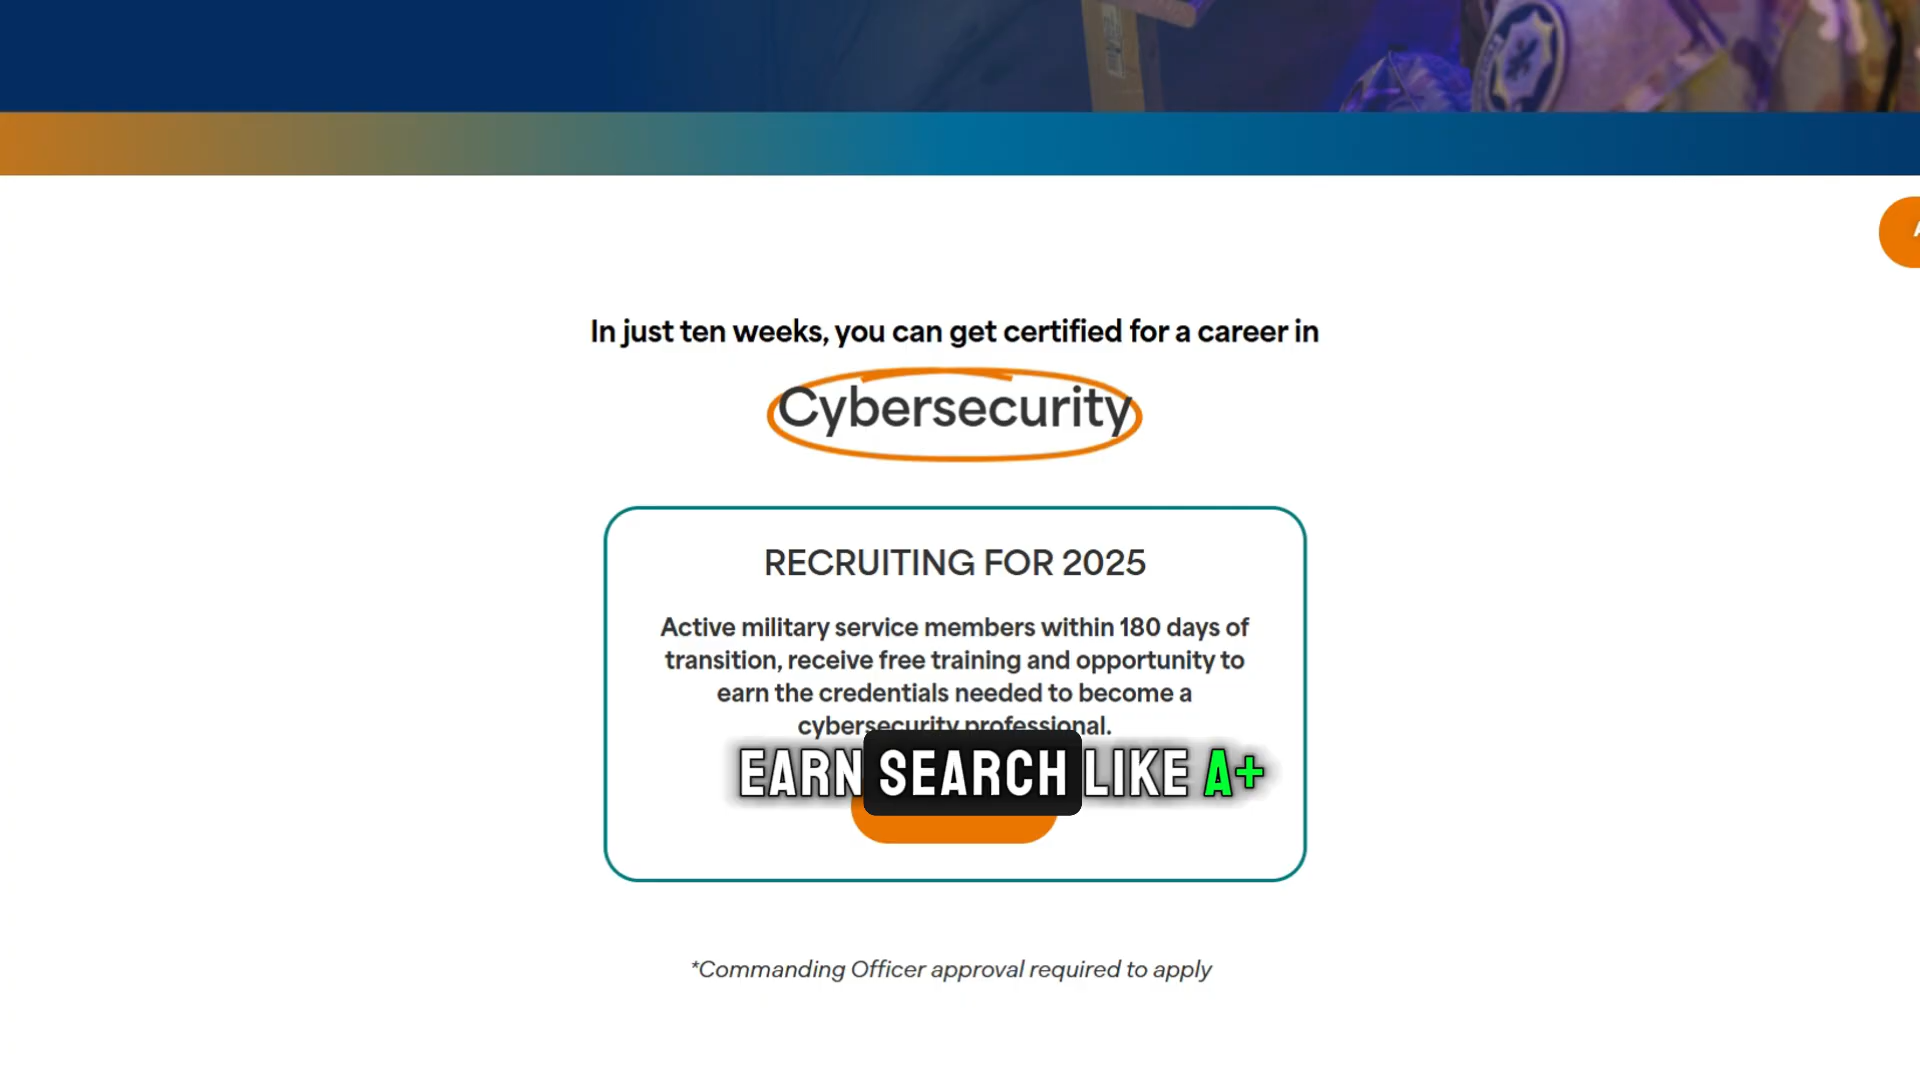 In just ten weeks, you can get certified for a career in
Cybersecurity
RECRUITING FOR 2025
Active military service members within 180 days of
transition, receive free training and opportunity to
earn the credentials needed to become a
cybersecurity professional.
EARN SEARCH LIKE A+
*Commanding Officer approval required to apply